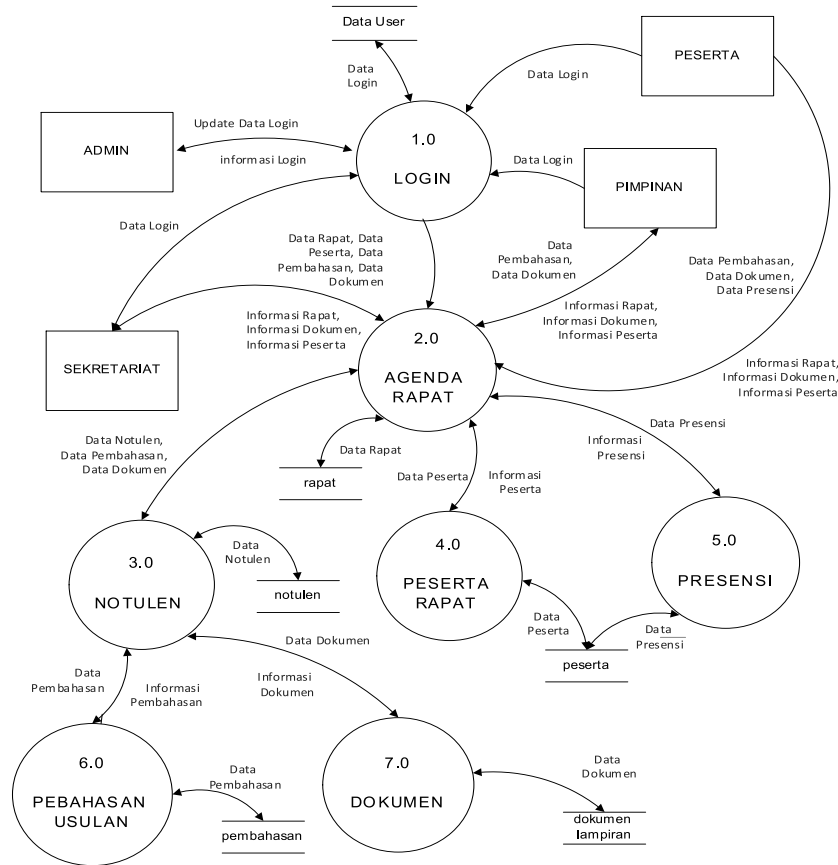 Data User
Data
Login
Data Login
PESERTA
ADMIN
Update Data Login
informasi Login
1.0
LOGIN
Data Login
PIMPINAN
Data Login
Data Rapat, Data
Peserta, Data
Pembahasan, Data
Dokumen
Data
Pembahasan,
Data Dokumen
Data Pembahasan,
Data Dokumen,
Data Presensi
SEKRETARIAT
Informasi Rapat,
Informasi Dokumen,
Informasi Peserta
2.0
AGENDA
RAPAT
Informasi Rapat,
Informasi Dokumen,
Informasi Peserta
Informasi Rapat,
Informasi Dokumen,
Informasi Peserta
Data Notulen,
Data Pembahasan,
Data Dokumen
Data Rapat
rapat
Data Peserta
Informasi
Peserta
Informasi
Presensi
Data Presensi
3.0
NOTULEN
Data
Notulen
notulen
4.0
PESERTA
RAPAT
5.0
PRESENSI
Data
Peserta
Data
Presensi
peserta
Data
Pembahasan
Informasi
Pembahasan
Data Dokumen
Informasi
Dokumen
6.0
PEBAHASAN
USULAN
Data
Pembahasan
pembahasan
7.0
DOKUMEN
Data
Dokumen
dokumen
lampiran